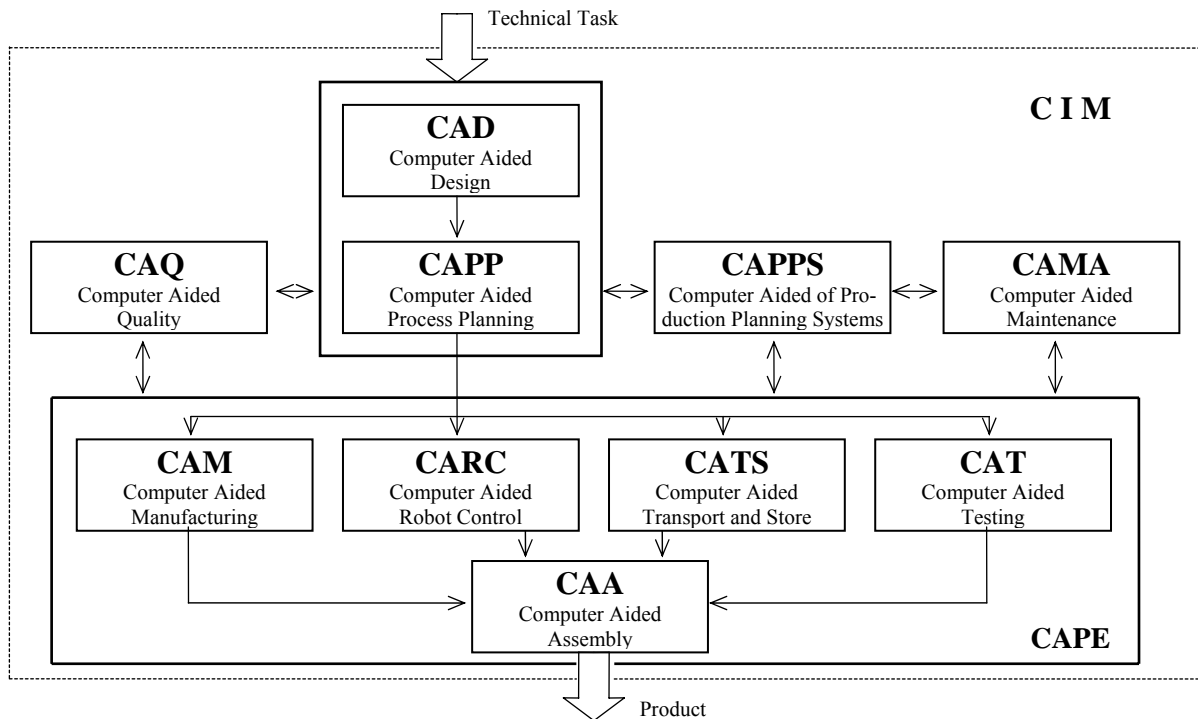 Technical Task
C I M
CAD
Computer Aided
Design
CAQ
Computer Aided
Quality
CAPP
Computer Aided
Process Planning
CAPPS
Computer Aided of Pro-
duction Planning Systems
CAMA
Computer Aided
Maintenance
CAM
Computer Aided
Manufacturing
CARC
Computer Aided
Robot Control
CATS
Computer Aided
Transport and Store
CAT
Computer Aided
Testing
CAA
Computer Aided
Assembly
CAPE
Product